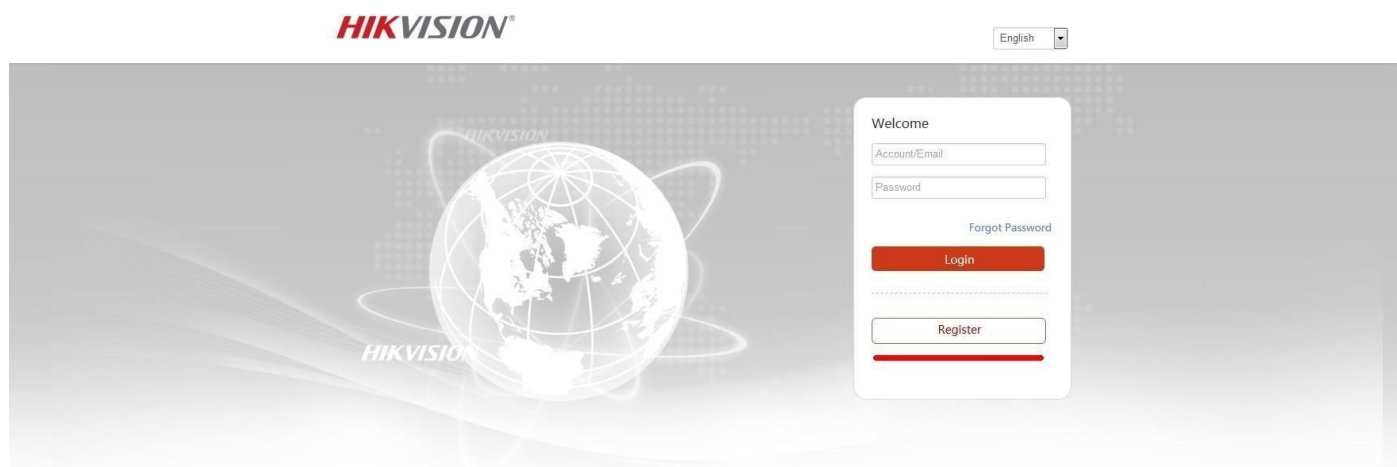 HIKVISION®
English
HIKVISION
HIKVISION
Welcome
Account/Email
Password
Forgot Password
Login
Register